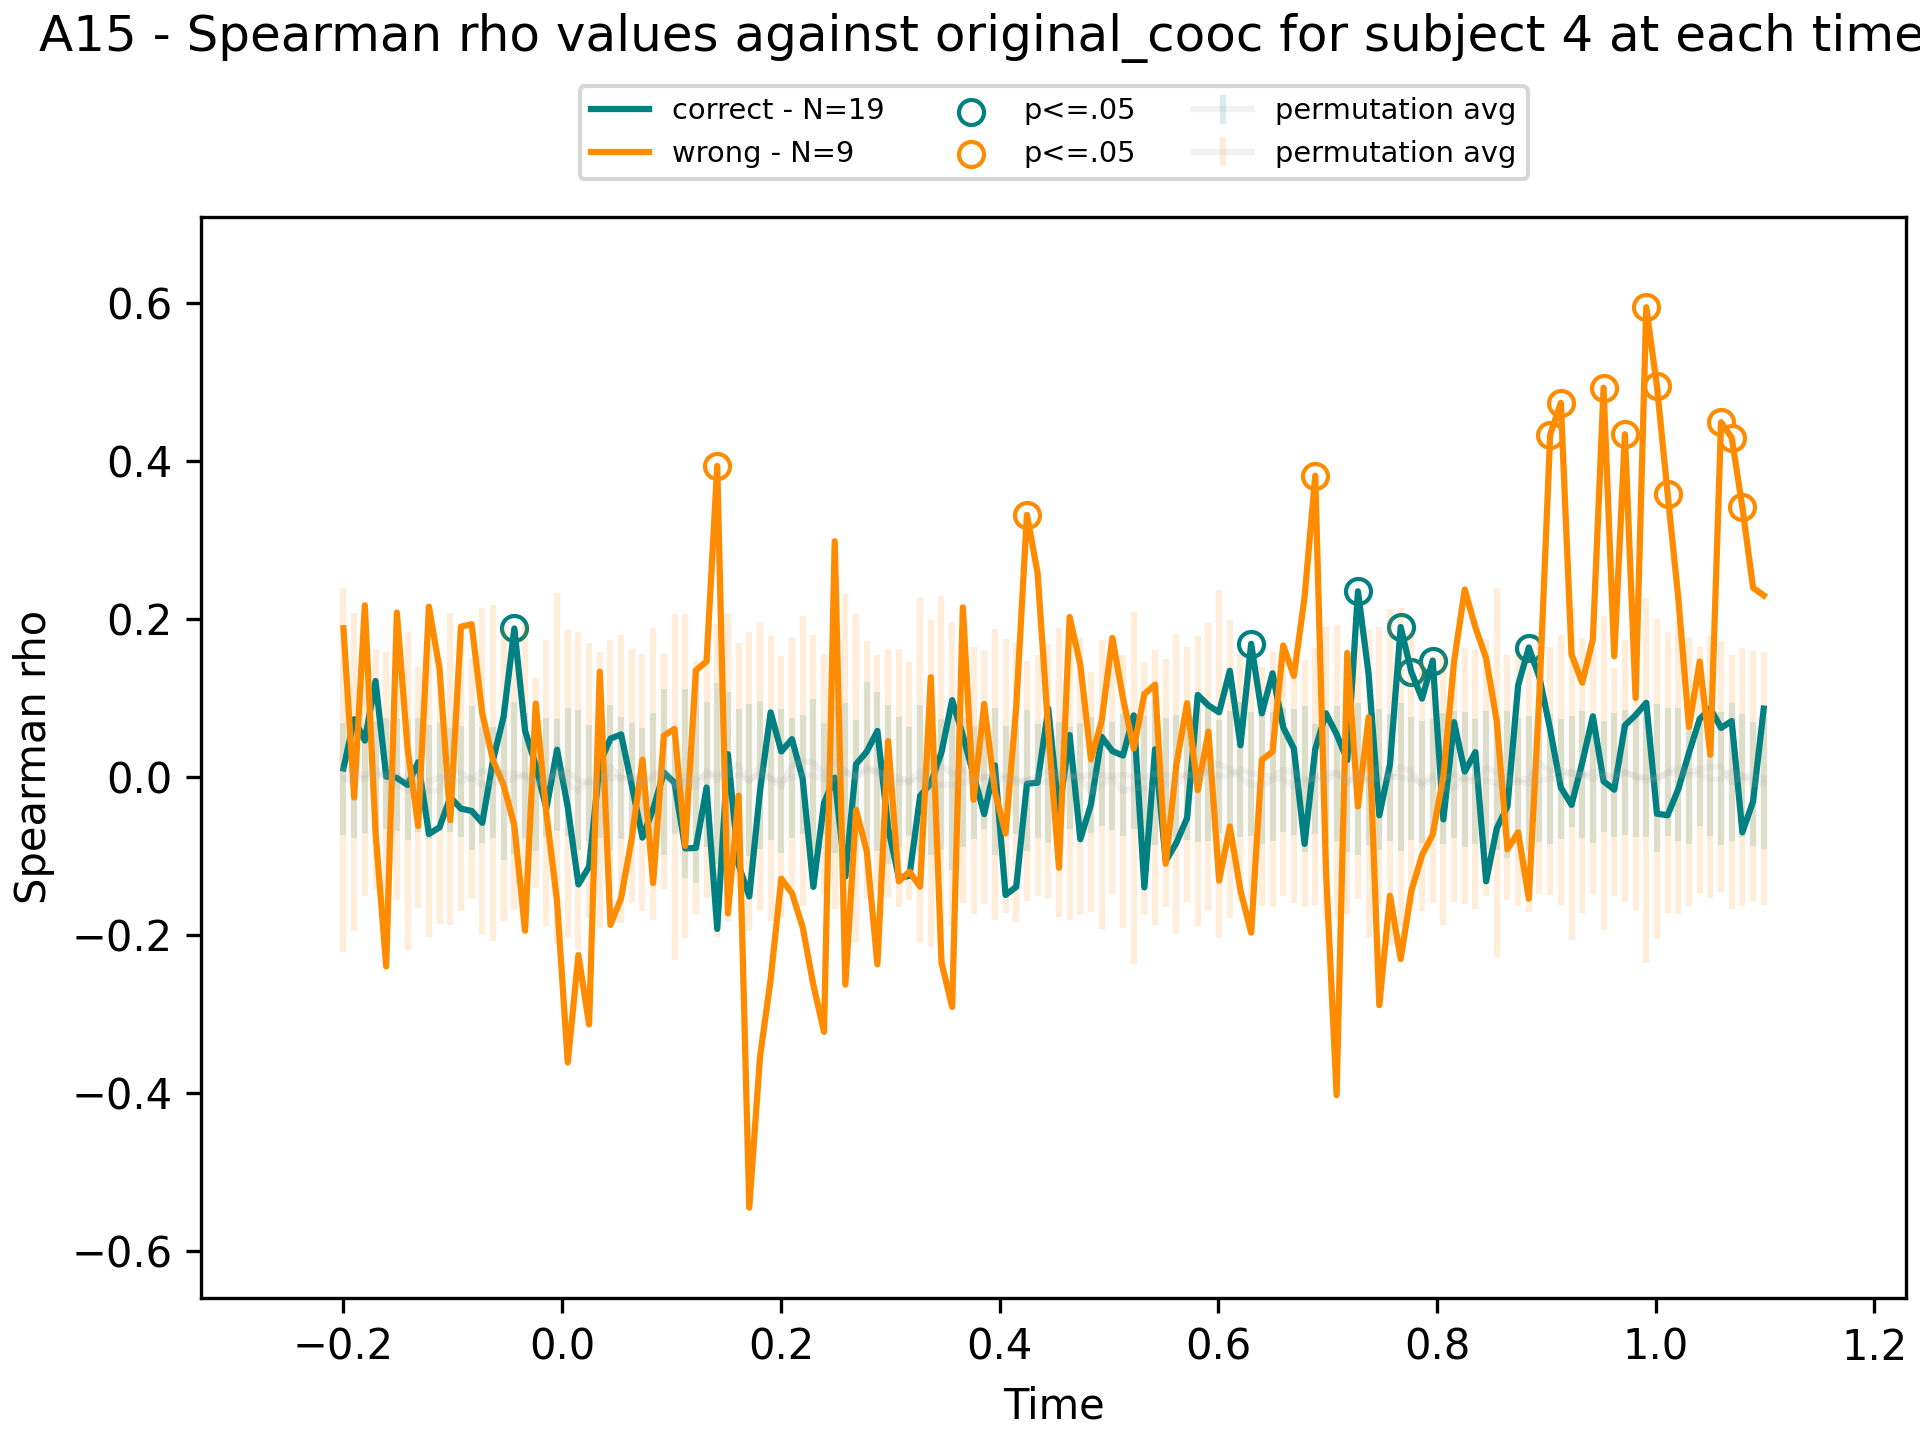 A15 - Spearman rho values against original_cooc for subject 4 at each time
correct - N=19
wrong - N=9
p<=.05
p<=.05
permutation avg
permutation avg
Spearman rho
0.6
0.4
0.2
0.0
−0.2
−0.4
−0.6
−0.2 0.0 0.2 0.4 0.6 0.8 1.0 1.2
Time